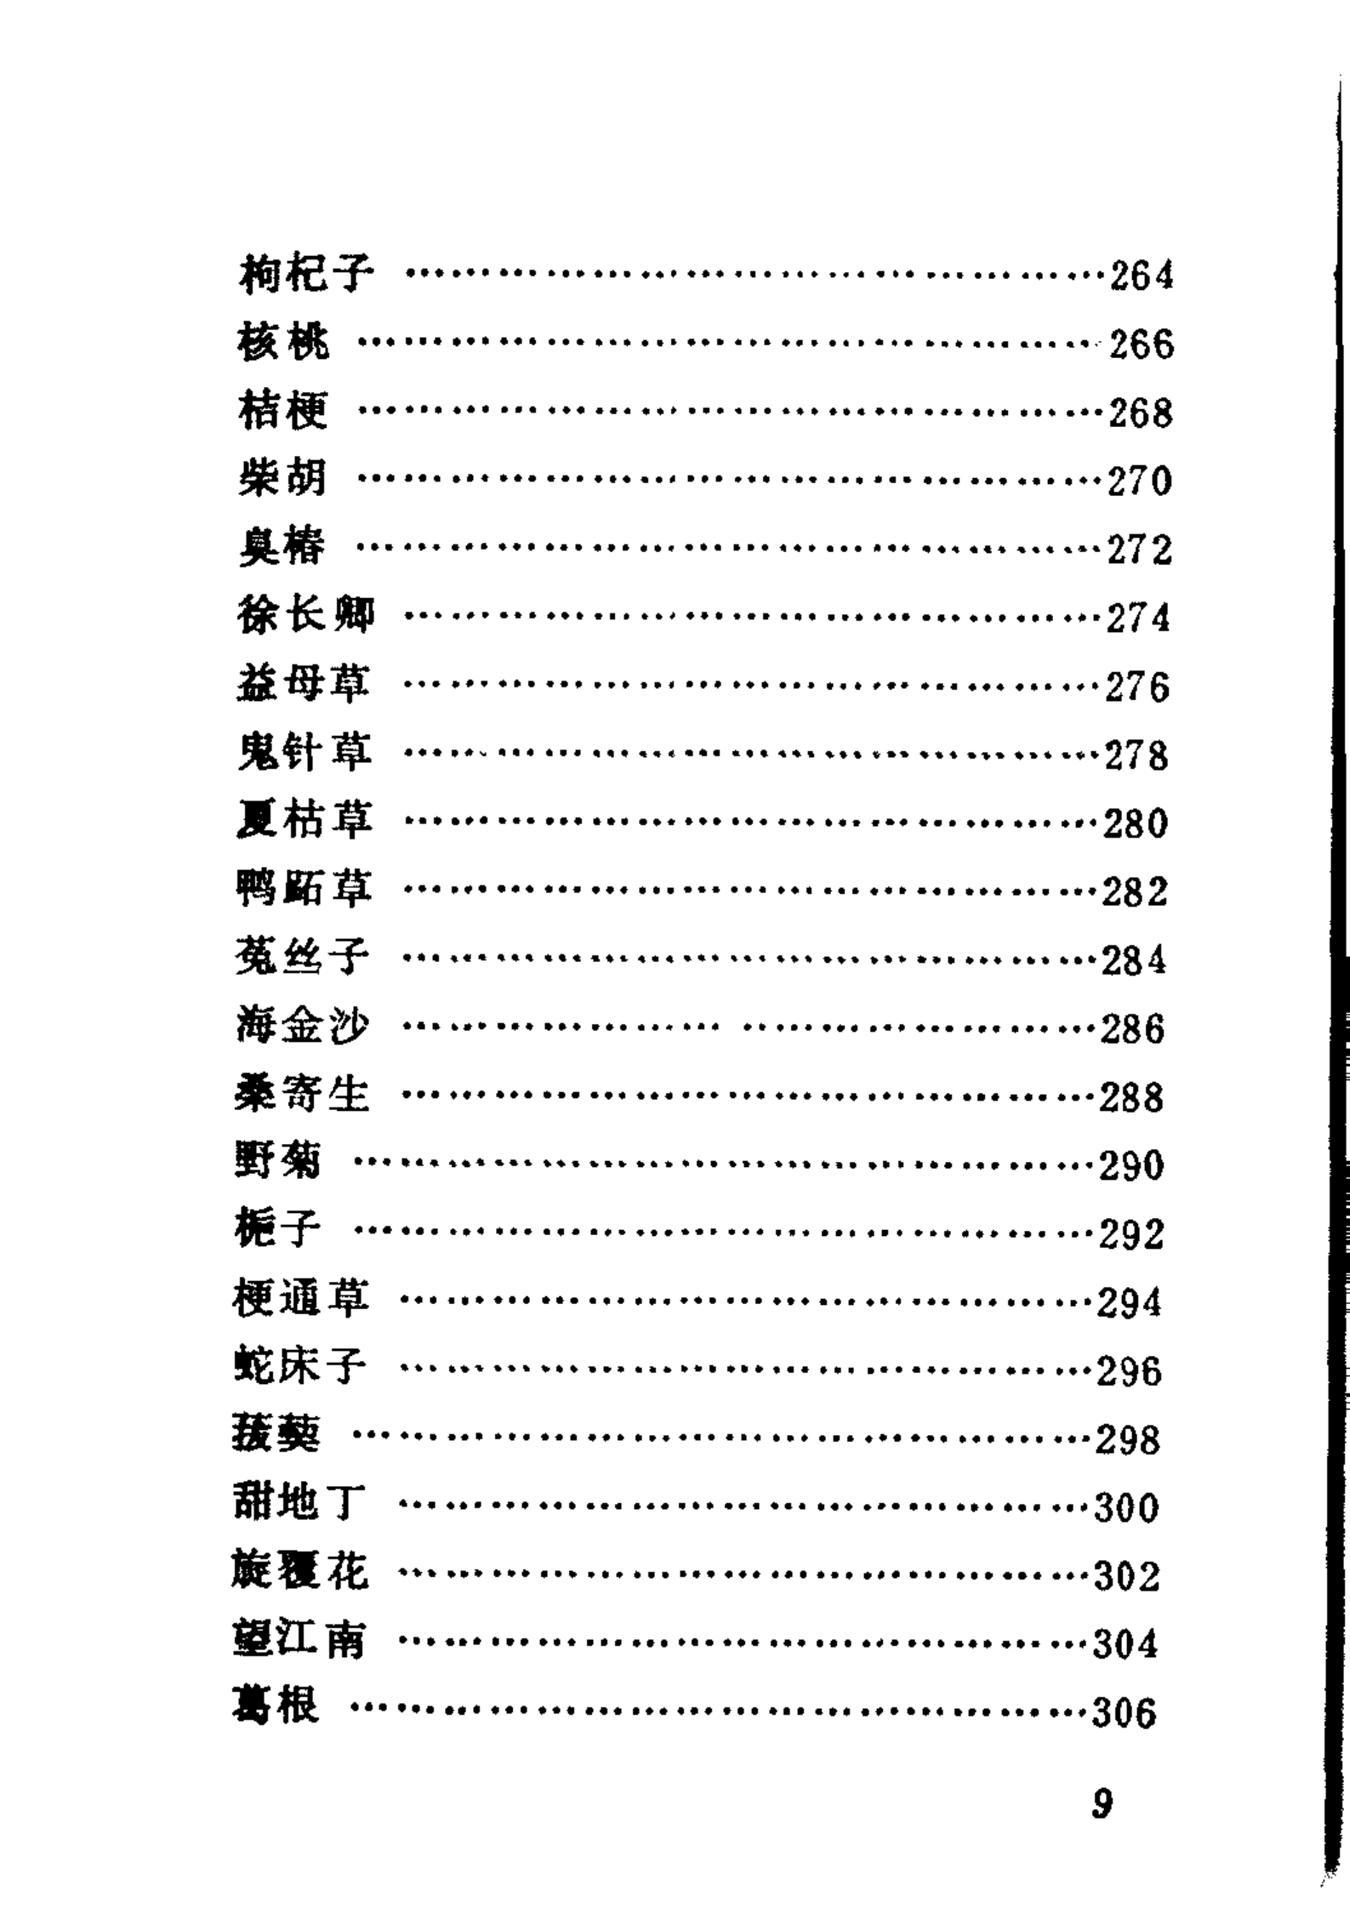 枸杞子 ……………………………………264
核桃 ……………………………………266
桔梗 ……………………………………268
柴胡 ……………………………………270
臭椿 ……………………………………272
徐长卿 ……………………………………274
益母草 ……………………………………276
鬼针草 ……………………………………278
夏枯草 ……………………………………280
鸭跖草 ……………………………………282
菟丝子 ……………………………………284
海金沙 ……………………………………286
桑寄生 ……………………………………288
野菊 ……………………………………290
栀子 ……………………………………292
梗通草 ……………………………………294
蛇床子 ……………………………………296
菝葜 ……………………………………298
甜地丁 ……………………………………300
旋覆花 ……………………………………302
望江南 ……………………………………304
葛根 ……………………………………306
9